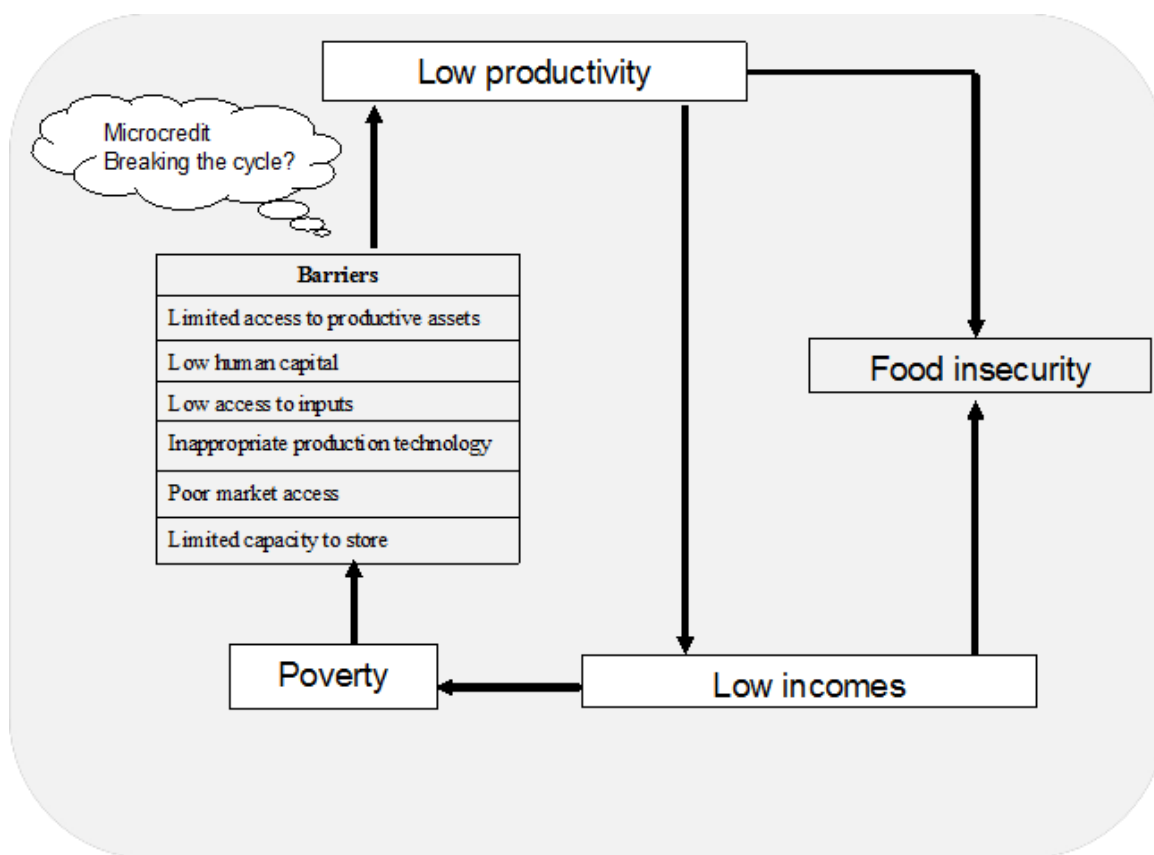 Low productivity
Microcredit
Breaking the cycle?
Barriers
Limited access to productive assets
Low human capital
Low access to inputs
Inappropriate production technology
Poor market access
Limited capacity to store
Food insecurity
Poverty
Low incomes